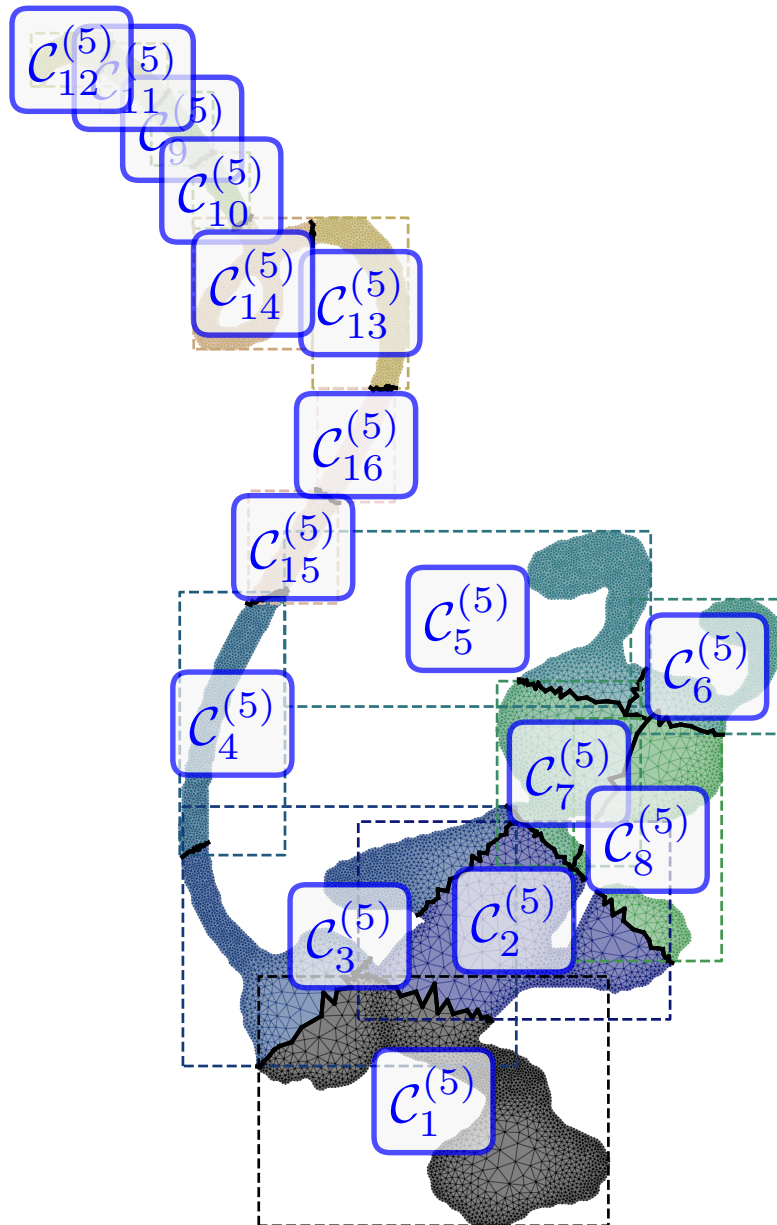 𝒞₁₂⁽⁵⁾
𝒞₁₁⁽⁵⁾
𝒞₉⁽⁵⁾
𝒞₁₀⁽⁵⁾
𝒞₁₄⁽⁵⁾
𝒞₁₃⁽⁵⁾
𝒞₁₆⁽⁵⁾
𝒞₁₅⁽⁵⁾
𝒞₅⁽⁵⁾
𝒞₆⁽⁵⁾
𝒞₄⁽⁵⁾
𝒞₇⁽⁵⁾
𝒞₈⁽⁵⁾
𝒞₃⁽⁵⁾
𝒞₂⁽⁵⁾
𝒞₁⁽⁵⁾